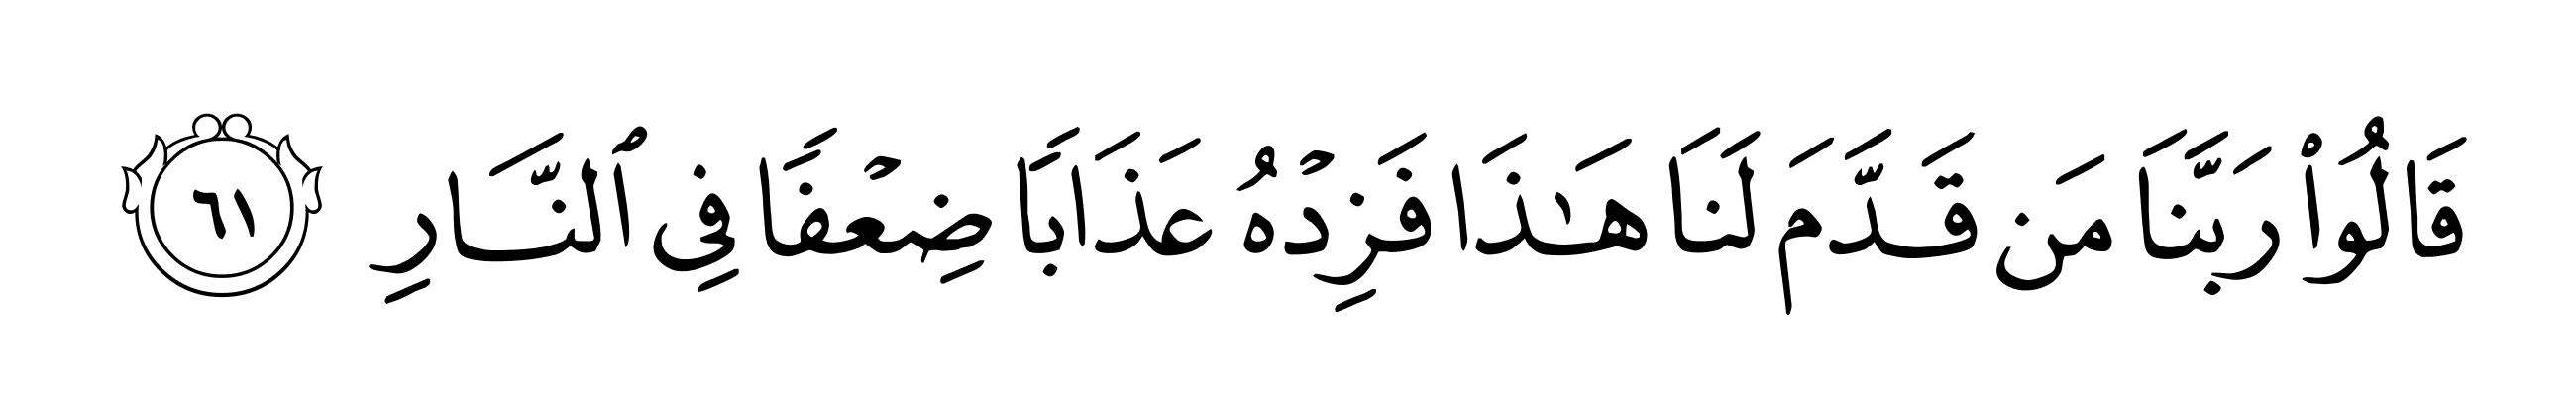 قَالُوا۟ رَبَّنَا مَن قَدَّمَ لَنَا هَـٰذَا فَزِدْهُ عَذَابًا ضِعْفًا فِى ٱلنَّارِ ٦١